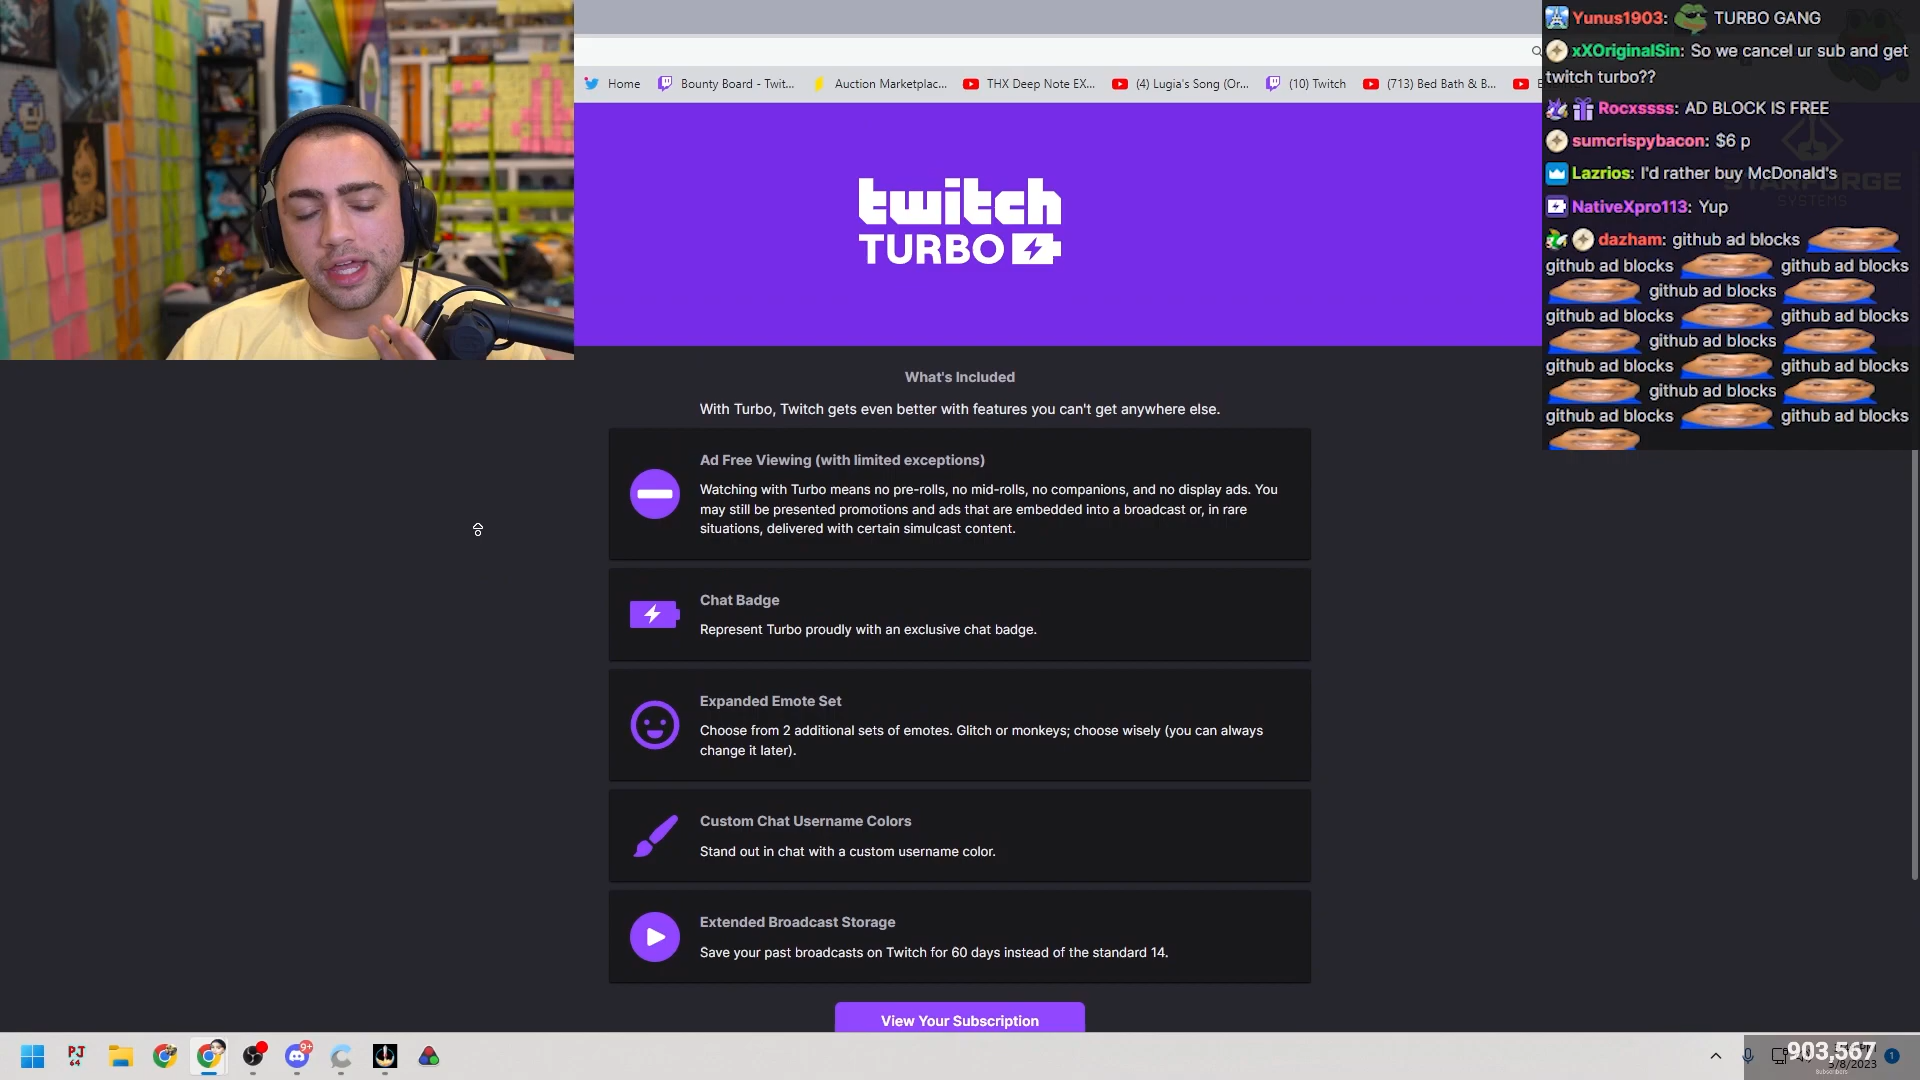 Home
Bounty Board - Twit...
Auction Marketplac...
THX Deep Note EX...
(4) Lugia's Song (Or...
(10) Twitch
(713) Bed Bath & B...
twitch
TURBO
What's Included
With Turbo, Twitch gets even better with features you can't get anywhere else.
Ad Free Viewing (with limited exceptions)
Watching with Turbo means no pre-rolls, no mid-rolls, no companions, and no display ads. You
may still be presented promotions and ads that are embedded into a broadcast or, in rare
situations, delivered with certain simulcast content.
Chat Badge
Represent Turbo proudly with an exclusive chat badge.
Expanded Emote Set
Choose from 2 additional sets of emotes. Glitch or monkeys; choose wisely (you can always
change it later).
Custom Chat Username Colors
Stand out in chat with a custom username color.
Extended Broadcast Storage
Save your past broadcasts on Twitch for 60 days instead of the standard 14.
View Your Subscription
Yunus1903: TURBO GANG
xXOriginalSin: So we cancel ur sub and get
twitch turbo??
Rocxssss: AD BLOCK IS FREE
sumcrispybacon: $6 p
Lazrios: I'd rather buy McDonald's
STARFORGE
SYSTEMS
NativeXpro113: Yup
dazham: github ad blocks
github ad blocks github ad blocks
github ad blocks
github ad blocks github ad blocks
github ad blocks
github ad blocks github ad blocks
github ad blocks
github ad blocks github ad blocks
PJ
64
9+
903,567
Subscribers
5/8/2023
1